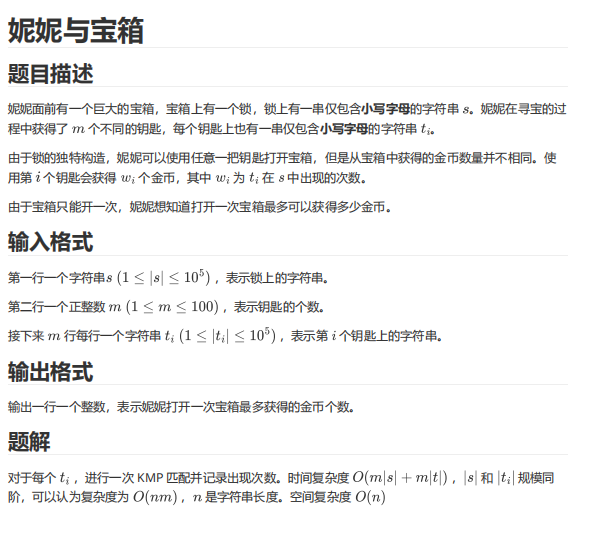 妮妮与宝箱
题目描述
妮妮面前有一个巨大的宝箱，宝箱上有一个锁，锁上有一串仅包含小写字母的字符串 s。妮妮在寻宝的过
程中获得了 m 个不同的钥匙，每个钥匙上也有一串仅包含小写字母的字符串 t_i。
由于锁的独特构造，妮妮可以使用任意一把钥匙打开宝箱，但是从宝箱中获得的金币数量并不相同。使
用第 i 个钥匙会获得 w_i 个金币，其中 w_i 为 t_i 在 s 中出现的次数。
由于宝箱只能开一次，妮妮想知道打开一次宝箱最多可以获得多少金币。
输入格式
第一行一个字符串s (1 ≤ |s| ≤ 10^5) ，表示锁上的字符串。
第二行一个正整数 m (1 ≤ m ≤ 100) ，表示钥匙的个数。
接下来 m 行每行一个字符串 t_i (1 ≤ |t_i| ≤ 10^5) ，表示第 i 个钥匙上的字符串。
输出格式
输出一行一个整数，表示妮妮打开一次宝箱最多获得的金币个数。
题解
对于每个 t_i ，进行一次 KMP 匹配并记录出现次数。时间复杂度 O(m|s| + m|t|) ，|s| 和 |t_i| 规模同
阶，可以认为复杂度为 O(nm) ，n 是字符串长度。空间复杂度 O(n)